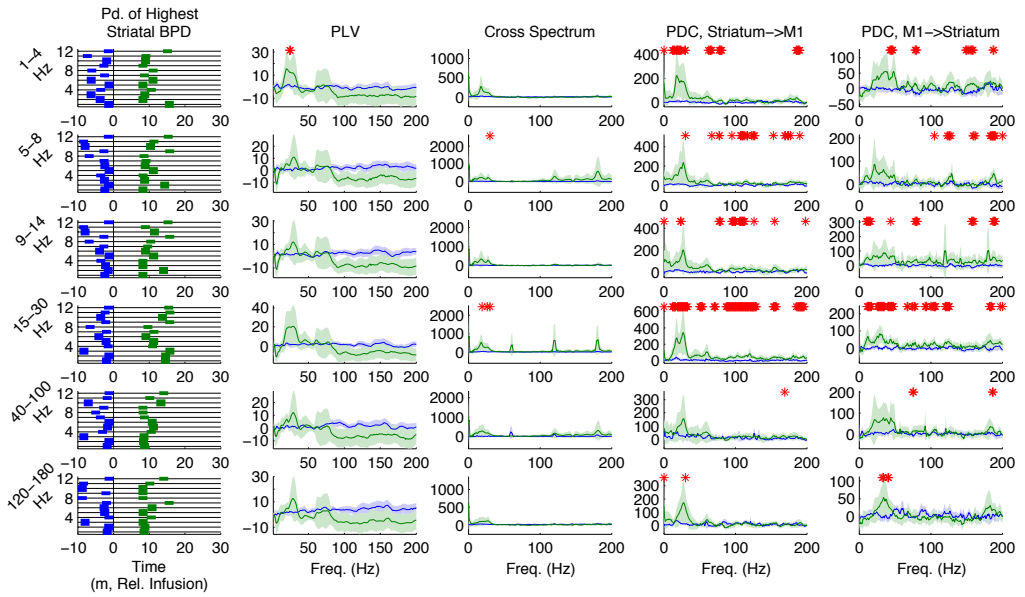 Pd. of Highest
Striatal BPD
PLV
Cross Spectrum
PDC, Striatum−>M1
PDC, M1−>Striatum
1−4
Hz
12
8
4
−10 0 10 20 30
30
10
−10
50 100 150 200
1000
500
0
0 100 200
400
200
0
0 100 200
100
50
0
−50
0 100 200
5−8
Hz
12
8
4
−10 0 10 20 30
20
0
−10
50 100 150 200
2000
1000
0
0 100 200
400
200
0
0 100 200
200
100
0
0 100 200
9−14
Hz
12
8
4
−10 0 10 20 30
30
10
−10
50 100 150 200
1000
500
0
0 100 200
400
200
0
0 100 200
300
200
100
0
0 100 200
15−30
Hz
12
8
4
−10 0 10 20 30
40
20
0
50 100 150 200
2000
1000
0
0 100 200
600
400
200
0
0 100 200
200
100
0
0 100 200
40−100
Hz
12
8
4
−10 0 10 20 30
20
0
−10
50 100 150 200
1000
500
0
0 100 200
300
200
100
0
0 100 200
200
100
0
0 100 200
120−180
Hz
12
8
4
−10 0 10 20 30
30
10
−10
50 100 150 200
1000
500
0
0 100 200
300
200
100
0
0 100 200
100
50
0
0 100 200
Time
(m, Rel. Infusion)
Freq. (Hz)
Freq. (Hz)
Freq. (Hz)
Freq. (Hz)